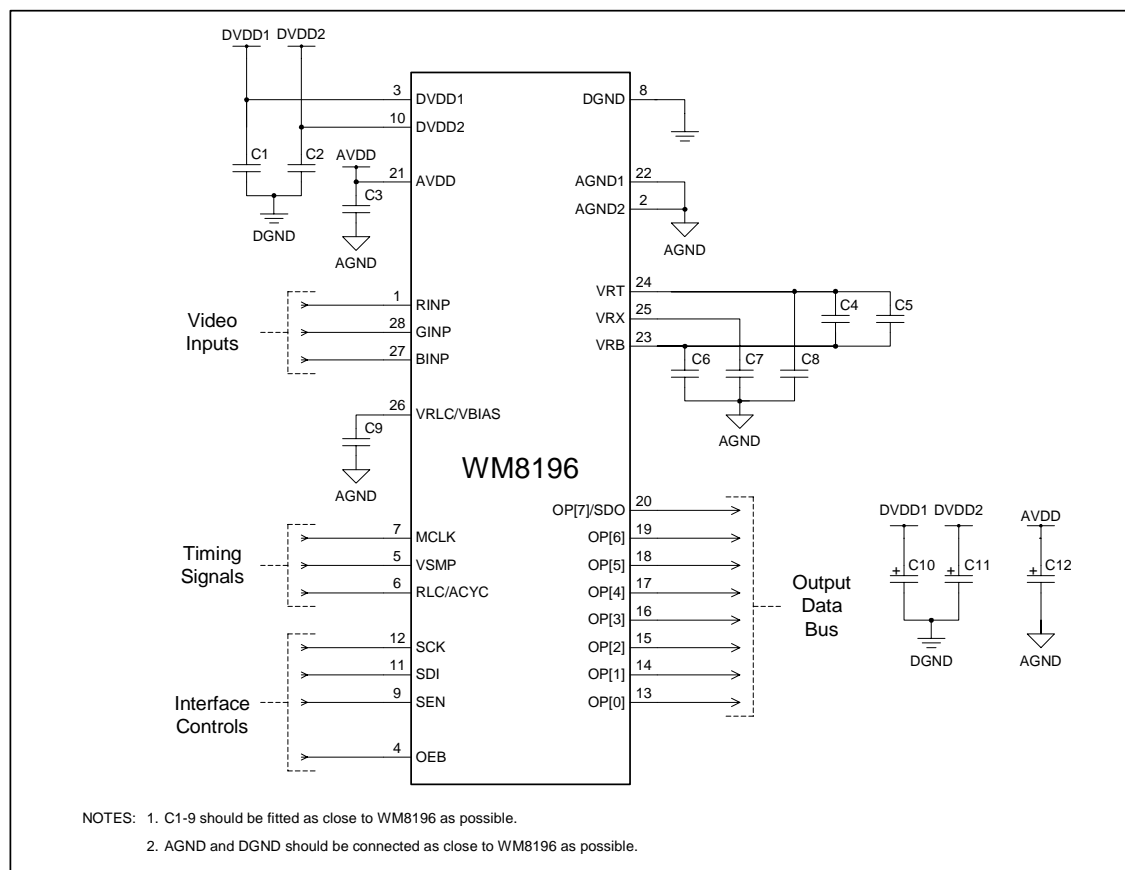 DVDD1 DVDD2
3 DVDD1
10 DVDD2
C1 C2
DGND
AVDD
21 AVDD
C3
AGND
DGND 8
AGND1 22
AGND2 2
AGND
Video
Inputs
1 RINP
28 GINP
27 BINP
VRT 24
VRX 25
VRB 23
C4 C5
C6 C7 C8
AGND
26 VRLC/VBIAS
C9
AGND
WM8196
Timing
Signals
7 MCLK
5 VSMP
6 RLC/ACYC
Interface
Controls
12 SCK
11 SDI
9 SEN
4 OEB
OP[7]/SDO 20
OP[6] 19
OP[5] 18
OP[4] 17
OP[3] 16
OP[2] 15
OP[1] 14
OP[0] 13
Output
Data
Bus
DVDD1 DVDD2 AVDD
+ C10 + C11 + C12
DGND AGND
NOTES: 1. C1-9 should be fitted as close to WM8196 as possible.
2. AGND and DGND should be connected as close to WM8196 as possible.